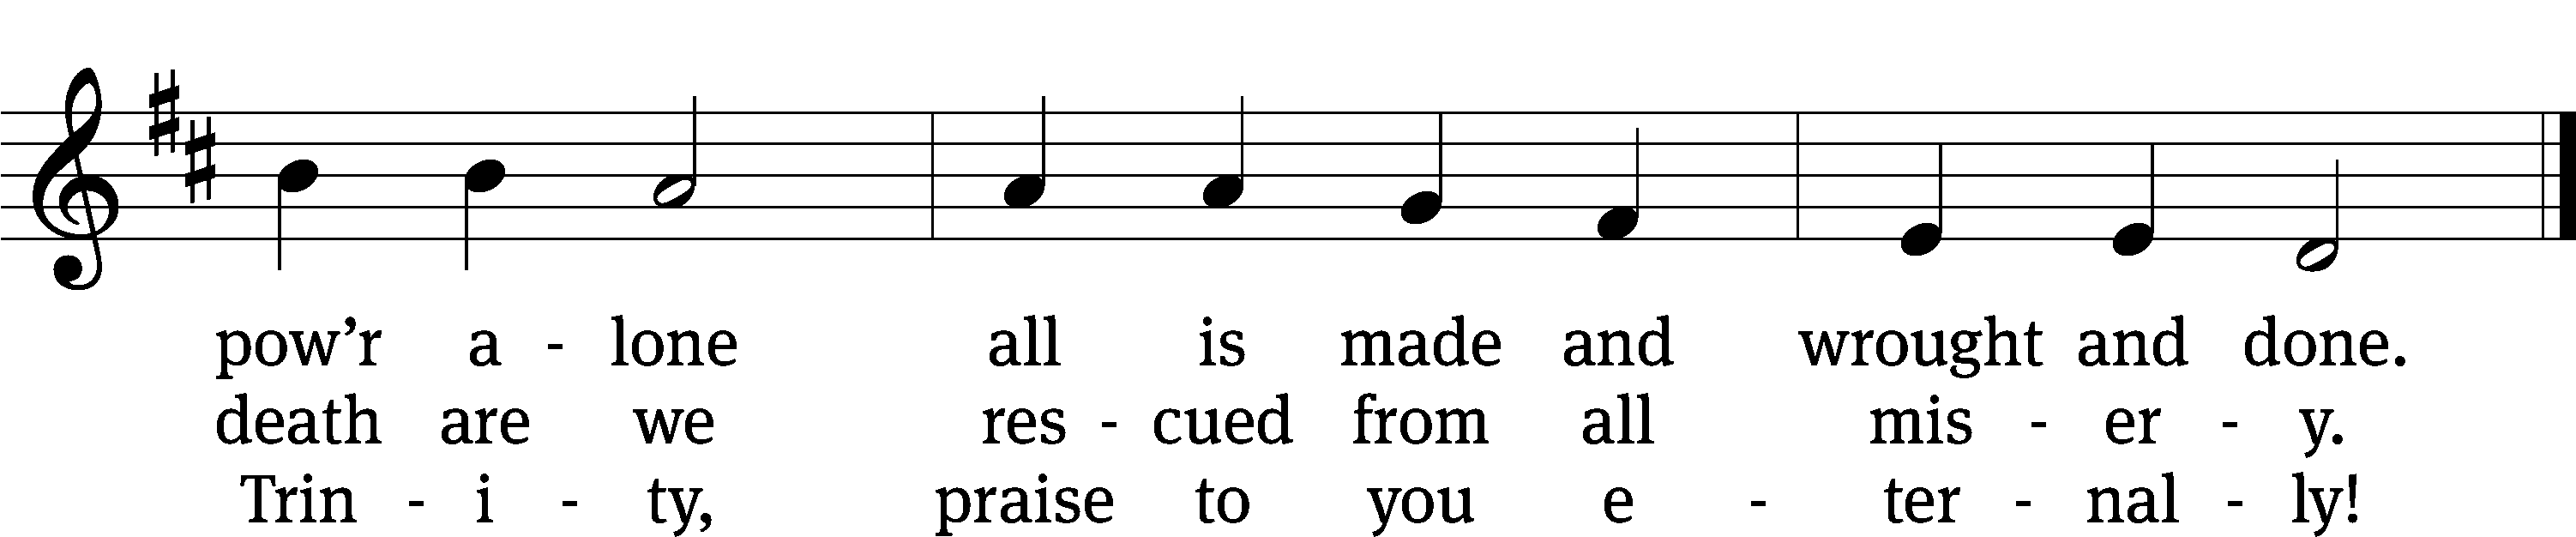 pow’r a - lone all is made and wrought and done.
death are we res - cued from all mis - er - y.
Trin - i - ty, praise to you e - ter - nal - ly!